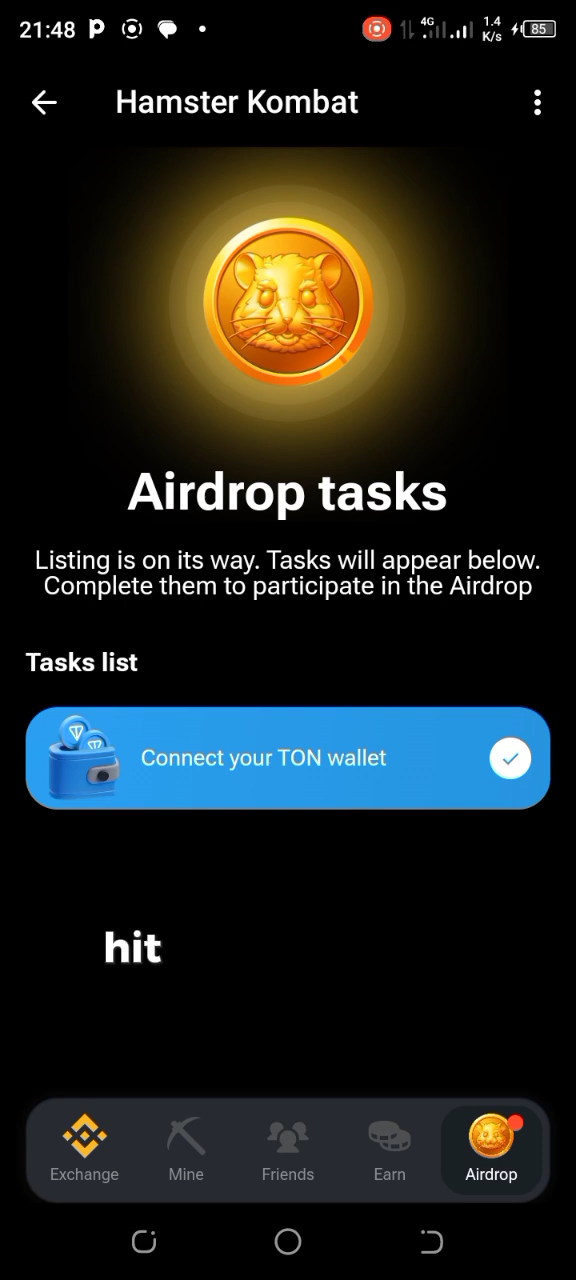 21:48
4G
1.4
K/s
85
Hamster Kombat
Airdrop tasks
Listing is on its way. Tasks will appear below.
Complete them to participate in the Airdrop
Tasks list
Connect your TON wallet
hit
Exchange Mine Friends Earn Airdrop